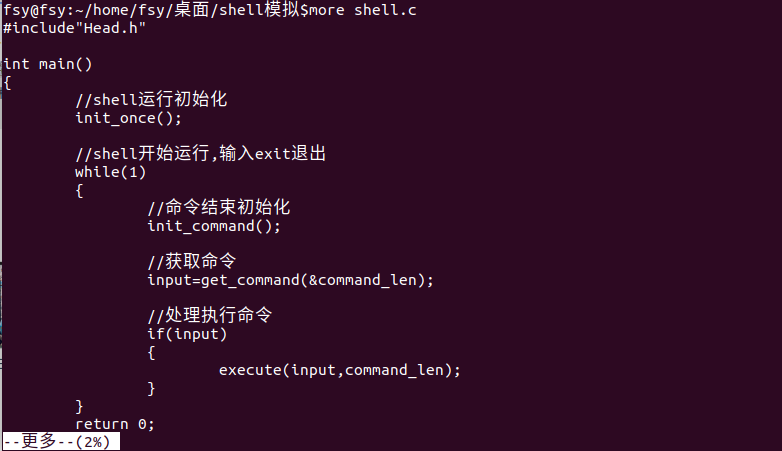 fsy@fsy:~/home/fsy/桌面/shell模拟$more shell.c
#include"Head.h"
int main()
{
//shell运行初始化
init_once();
//shell开始运行,输入exit退出
while(1)
{
//命令结束初始化
init_command();
//获取命令
input=get_command(&command_len);
//处理执行命令
if(input)
{
execute(input,command_len);
}
}
return 0;
--更多--(2%)